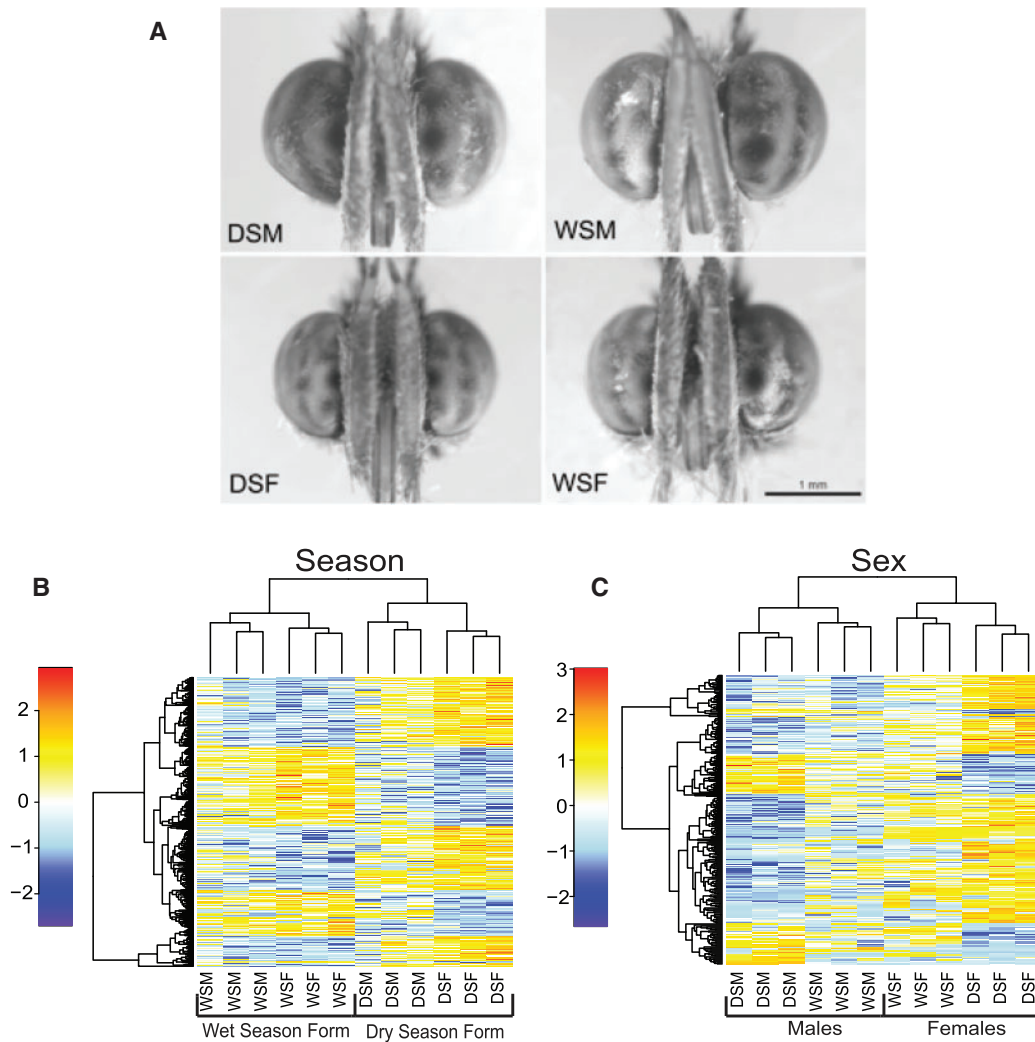 A
DSM
WSM
DSF
WSF
1 mm
B
Season
2
1
0
−1
−2
WSM WSM WSM WSF WSF WSF DSM DSM DSM DSF DSF DSF
Wet Season Form Dry Season Form
C
Sex
3
2
1
0
−1
−2
DSM DSM DSM WSM WSM WSM WSF WSF WSF DSF DSF DSF
Males Females